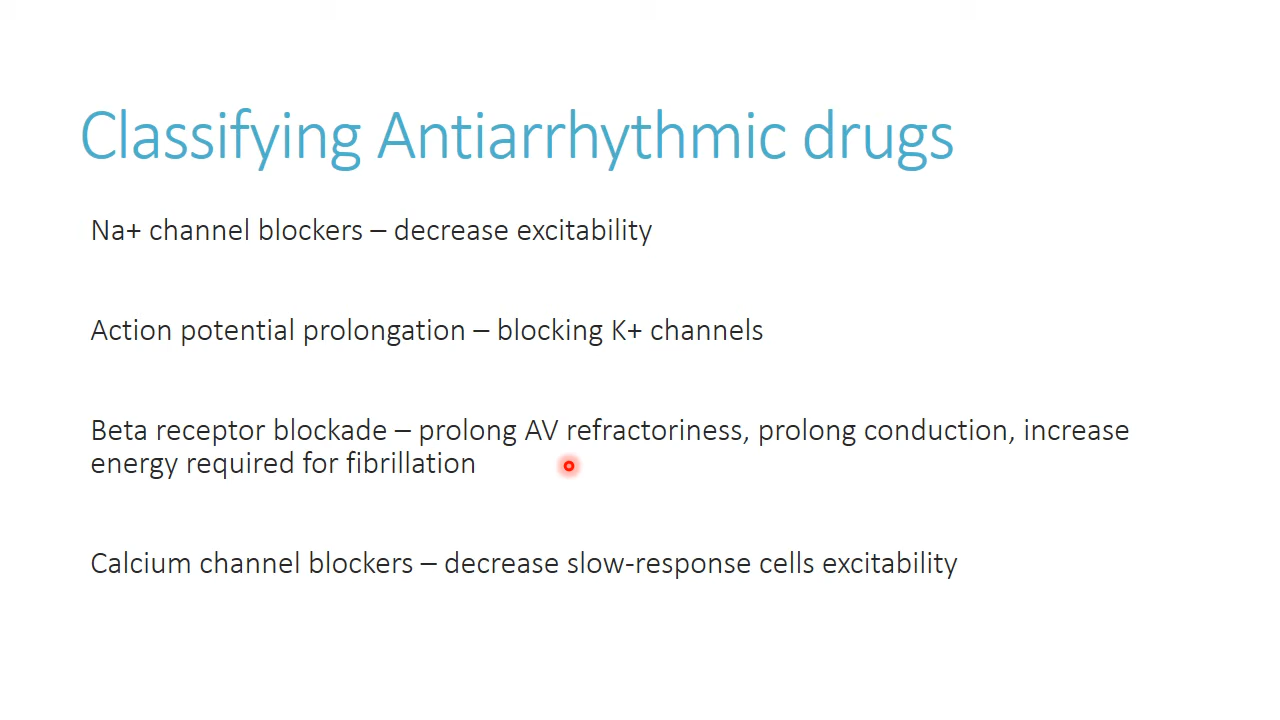 Classifying Antiarrhythmic drugs
Na+ channel blockers – decrease excitability
Action potential prolongation – blocking K+ channels
Beta receptor blockade – prolong AV refractoriness, prolong conduction, increase
energy required for fibrillation
Calcium channel blockers – decrease slow-response cells excitability